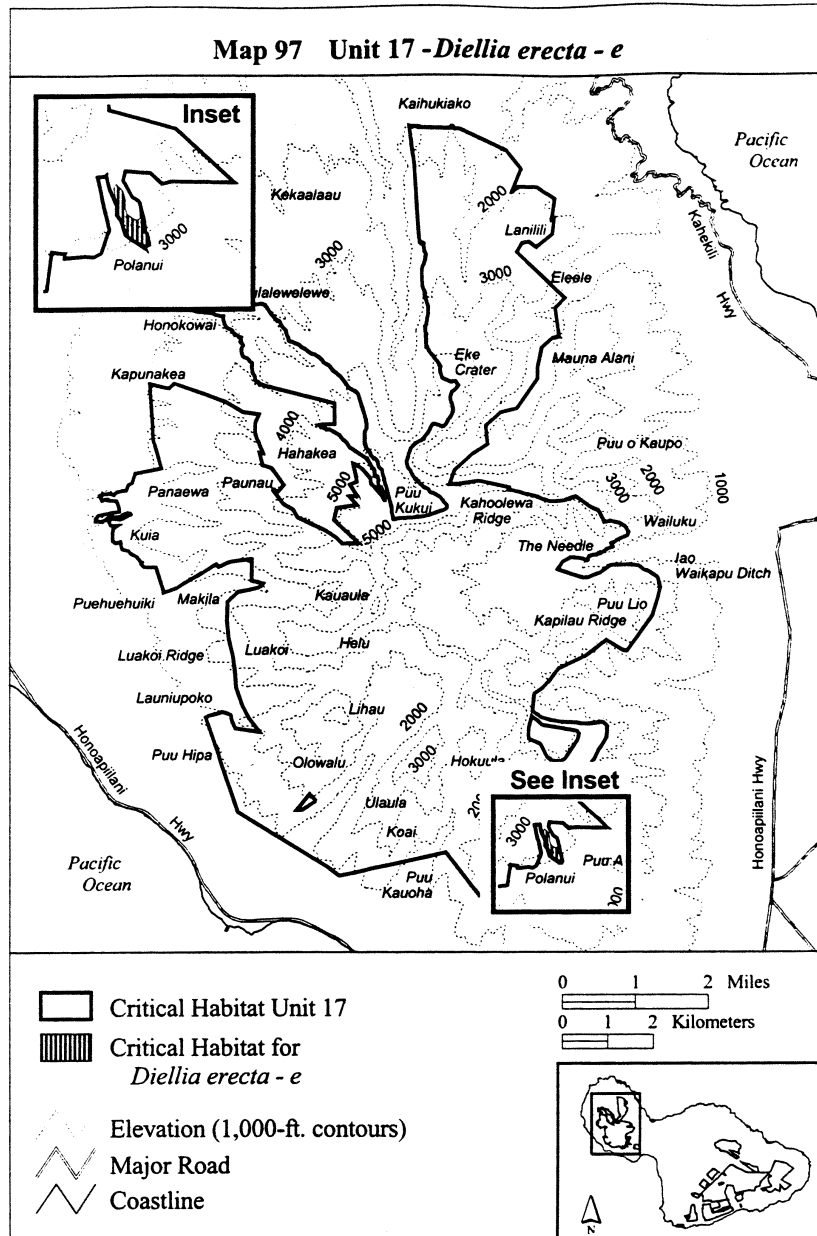 Map 97 Unit 17 - Diellia erecta - e
Inset
3000
Polanui
Kaihukiako
Pacific
Ocean
Kekaalaau
2000
Lanilili
Kahekili
Hwy
3000
3000
Eleele
Honokowai
Eke
Crater
Mauna Alani
Kapunakea
4000
Puu o Kaupo
Hahakea
5000
3000
2000
1000
Panaewa
Paunau
Puu
Kukui
Kahoolewa
Ridge
Wailuku
Kuia
5000
The Needle
Iao
Waikapu Ditch
Puehuehuiki
Makila
Kauaula
Puu Lio
Kapilau Ridge
Luakoi Ridge
Luakoi
Helu
Launiupoko
Lihau
2000
Honoapiilani
Hwy
Puu Hipa
Olowalu
3000
Hokuula
Honoapiilani Hwy
See Inset
Ulaula
Koai
3000
Polanui
Puu A
Pacific
Ocean
Puu
Kauoha
Critical Habitat Unit 17
Critical Habitat for
Diellia erecta - e
Elevation (1,000-ft. contours)
Major Road
Coastline
0 1 2 Miles
0 1 2 Kilometers
N